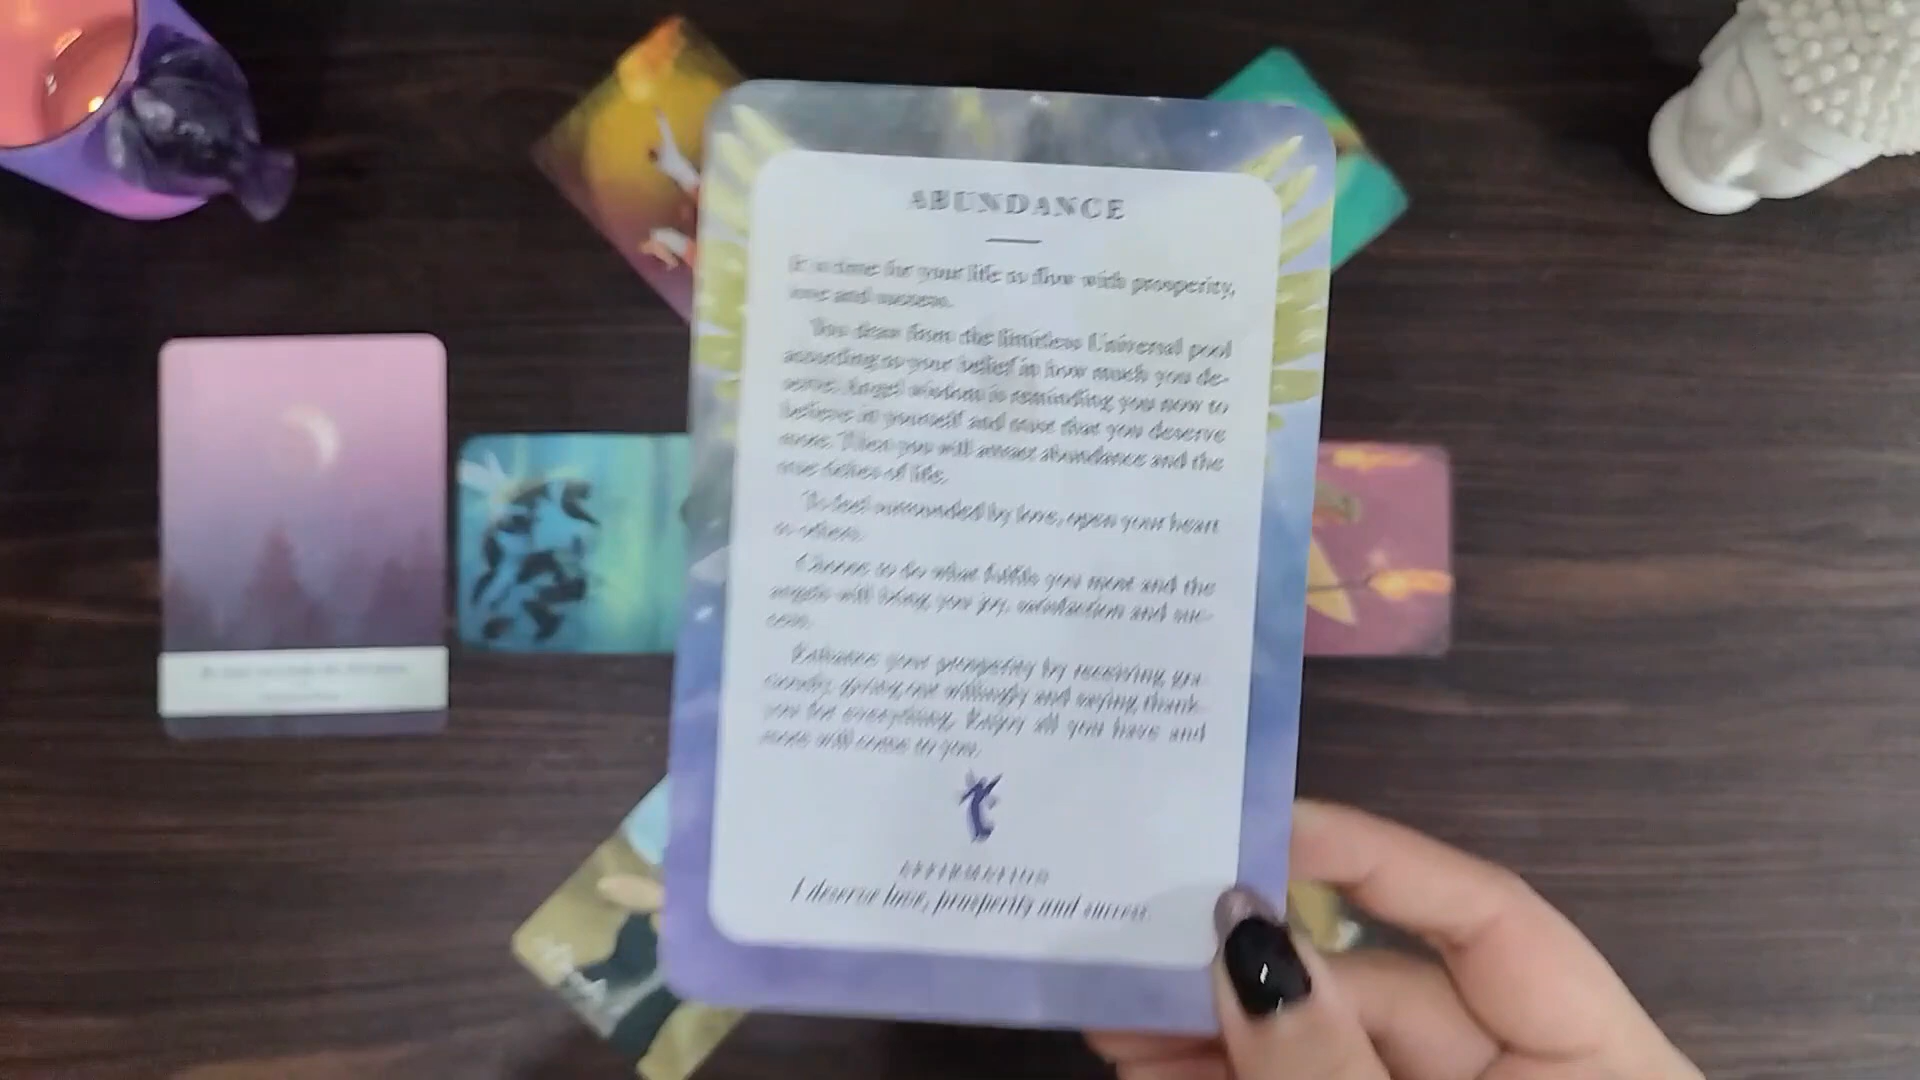 ABUNDANCE
It is time for your life to flow with prosperity,
love and success.
You draw from the limitless Universal pool
according to your belief in how much you de-
serve. Angel wisdom is reminding you now to
believe in yourself and trust that you deserve
more. Then you will attract abundance and the
true riches of life.
To feel surrounded by love, open your heart
to others.
Choose to do what fulfils you most and the
angels will bring you joy, satisfaction and suc-
cess.
Enhance your prosperity by receiving gra-
ciously, giving out willingly and saying thank
you for everything. Enjoy all you have and
more will come to you.
AFFIRMATION
I deserve love, prosperity and success.